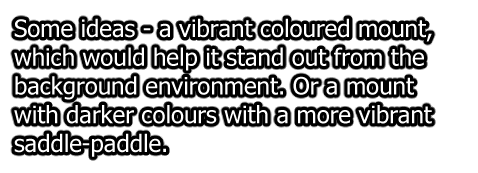 Some ideas - a vibrant coloured mount,
which would help it stand out from the
background environment. Or a mount
with darker colours with a more vibrant
saddle-paddle.